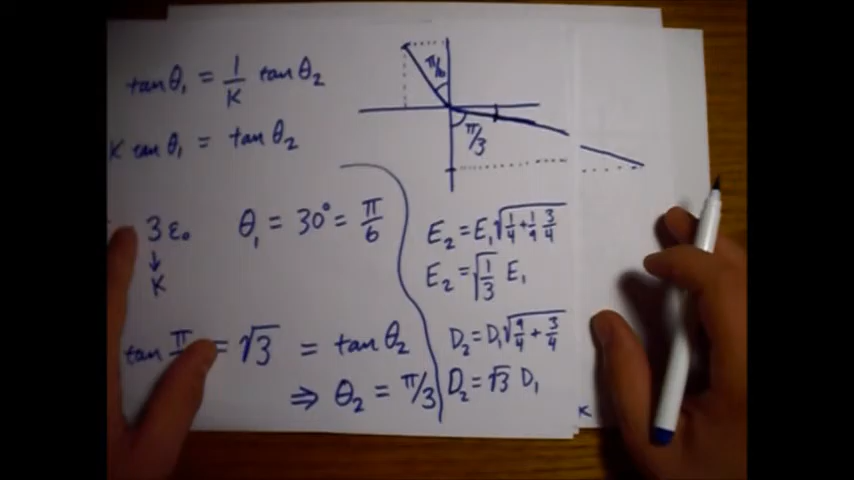 tan θ₁ = 1/K tan θ₂
K tan θ₁ = tan θ₂
3ε₀
↓
K
θ₁ = 30° = π/6
tan π = √3 = tan θ₂
⇒ θ₂ = π/3
π/6
π/3
E₂ = E₁ √(1/4 + 1/9 3/4)
E₂ = √(1/3) E₁
D₂ = D₁ √(9/4 + 3/4)
D₂ = √3 D₁
K